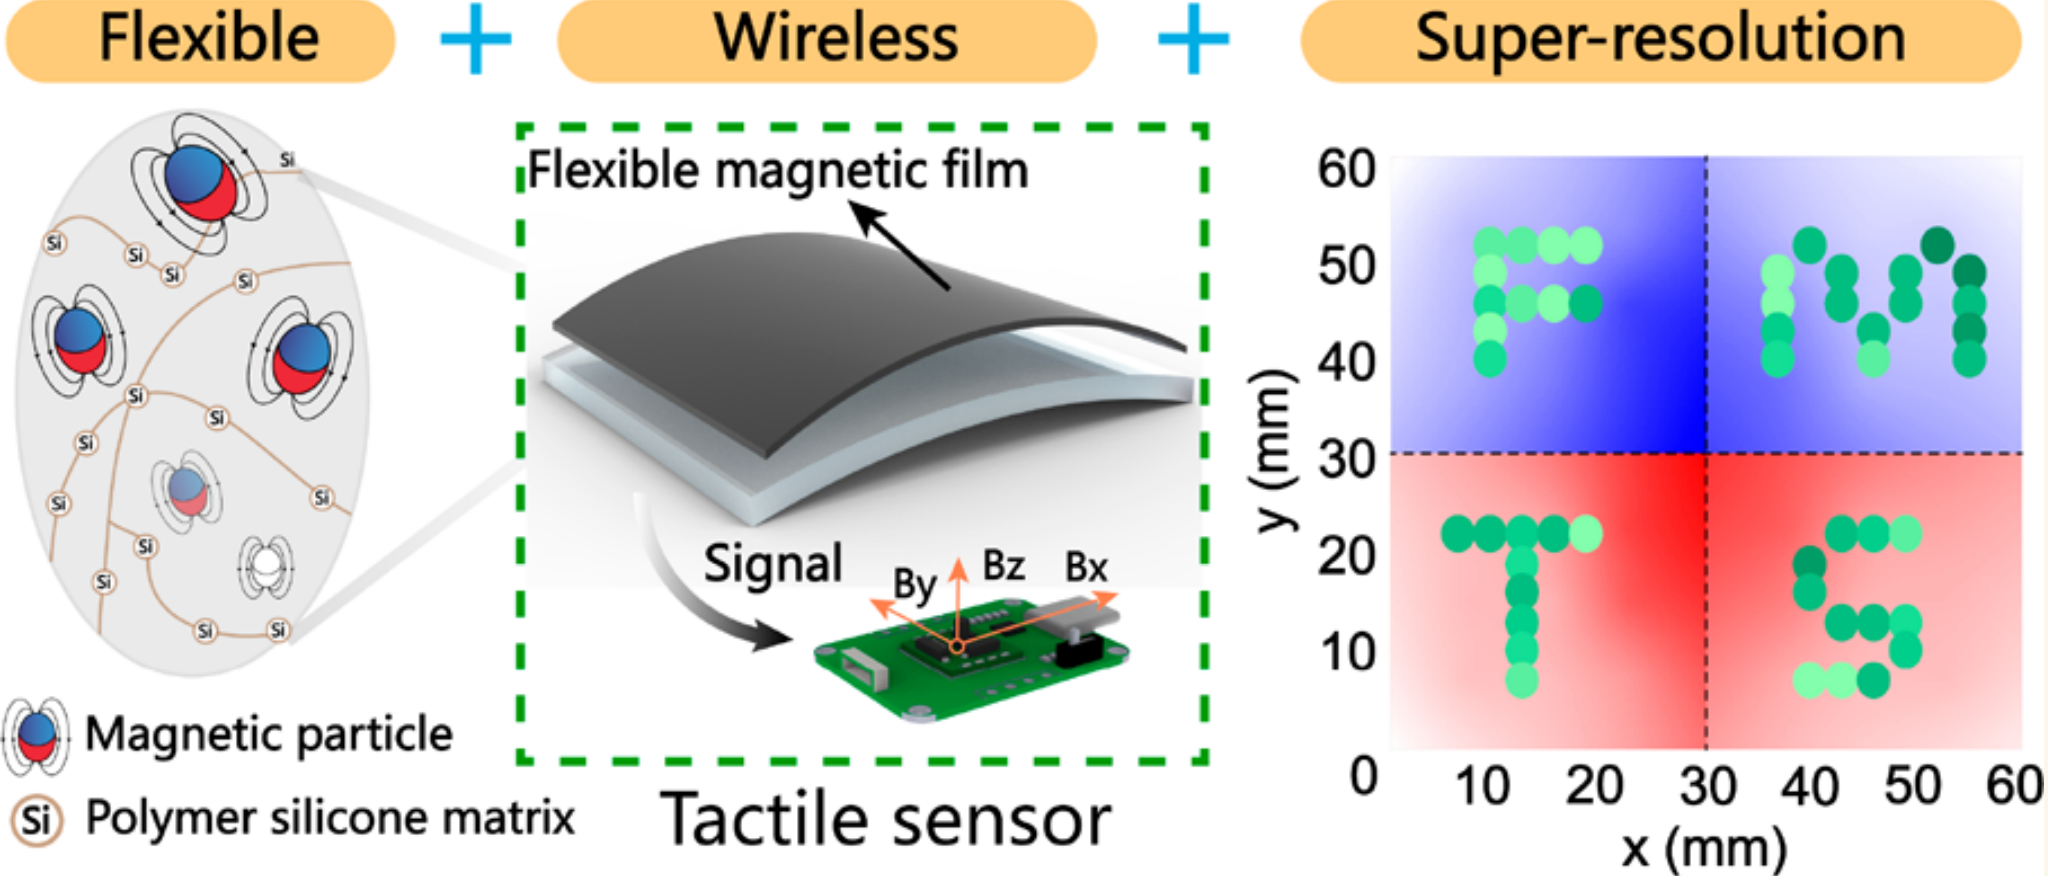 Flexible + Wireless + Super-resolution
Si
Si
Si
Si
Si
Si
Si
Si
Si
Si
Si
Si
Si
Si
Magnetic particle
Si Polymer silicone matrix
Flexible magnetic film
Signal
By
Bz
Bx
Tactile sensor
y (mm)
60
50
40
30
20
10
0
10 20 30 40 50 60
x (mm)
F M
T S